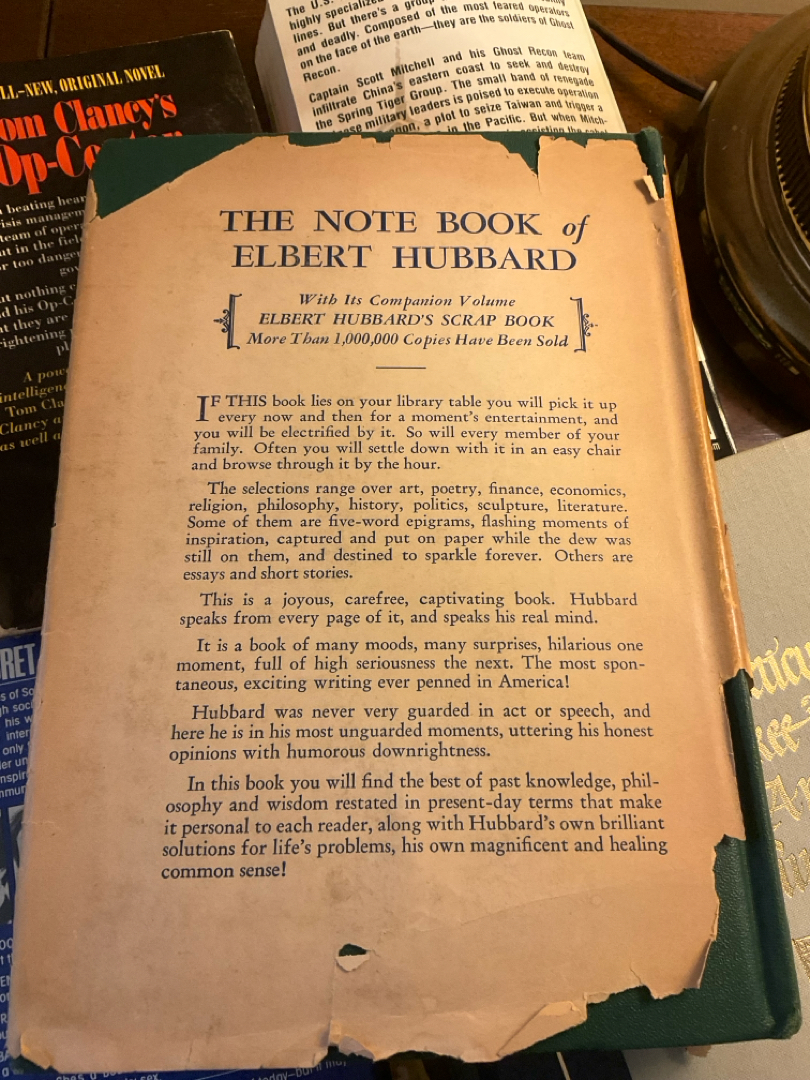 The U.S.
highly specialized family
lines. But there's a group
and deadly. Composed of the most feared operators
on the face of the earth—they are the soldiers of Ghost
Recon.
Captain Scott Mitchell and his Ghost Recon team
infiltrate China's eastern coast to seek and destroy
the Spring Tiger Group. The small band of renegade
military leaders is poised to execute operation
a plot to seize Taiwan and trigger a
in the Pacific. But when Mitch-
NEW, ORIGINAL NOVEL
Clancy's
Op-
beating
team of
in the
too
nothing
his Op-
they are
A
Tom
Clancy
as well
THE NOTE BOOK of
ELBERT HUBBARD
With Its Companion Volume
ELBERT HUBBARD'S SCRAP BOOK
More Than 1,000,000 Copies Have Been Sold
IF THIS book lies on your library table you will pick it up
every now and then for a moment's entertainment, and
you will be electrified by it. So will every member of your
family. Often you will settle down with it in an easy chair
and browse through it by the hour.
The selections range over art, poetry, finance, economics,
religion, philosophy, history, politics, sculpture, literature.
Some of them are five-word epigrams, flashing moments of
inspiration, captured and put on paper while the dew was
still on them, and destined to sparkle forever. Others are
essays and short stories.
This is a joyous, carefree, captivating book. Hubbard
speaks from every page of it, and speaks his real mind.
It is a book of many moods, many surprises, hilarious one
moment, full of high seriousness the next. The most spon-
taneous, exciting writing ever penned in America!
Hubbard was never very guarded in act or speech, and
here he is in his most unguarded moments, uttering his honest
opinions with humorous downrightness.
In this book you will find the best of past knowledge, phil-
osophy and wisdom restated in present-day terms that make
it personal to each reader, along with Hubbard's own brilliant
solutions for life's problems, his own magnificent and healing
common sense!